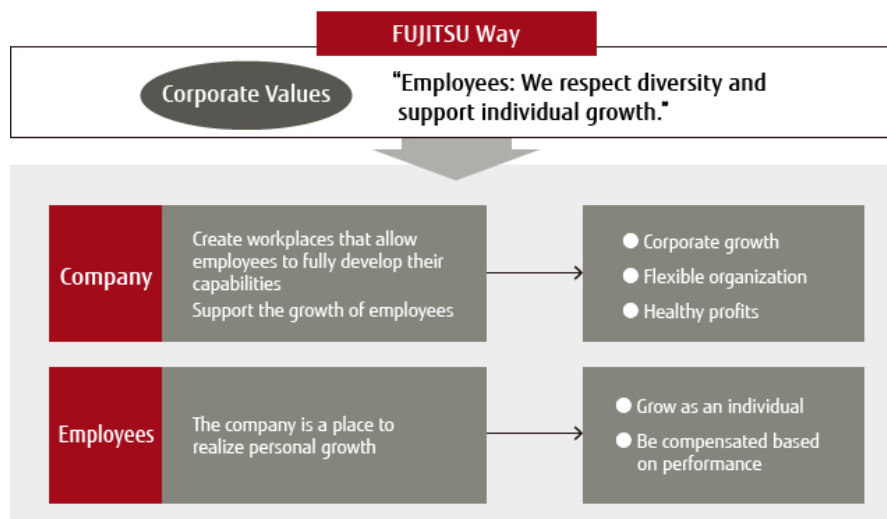 FUJITSU Way
Corporate Values
“Employees: We respect diversity and
support individual growth.”
Company
Create workplaces that allow
employees to fully develop their
capabilities
Support the growth of employees
● Corporate growth
● Flexible organization
● Healthy profits
Employees
The company is a place to
realize personal growth
● Grow as an individual
● Be compensated based
on performance